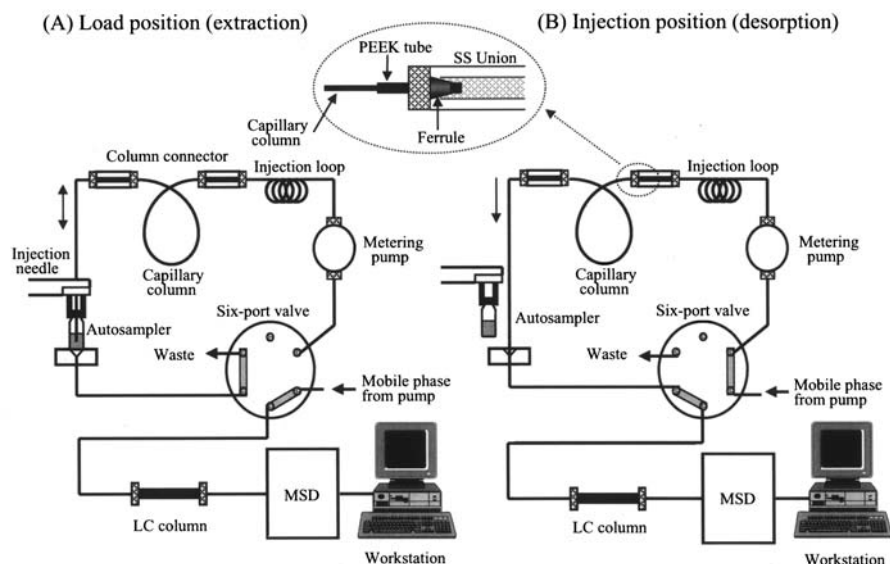 (A) Load position (extraction)
(B) Injection position (desorption)
PEEK tube
SS Union
Capillary
column
Ferrule
Column connector
Injection loop
Injection
needle
Capillary
column
Metering
pump
Autosampler
Six-port valve
Waste
Mobile phase
from pump
MSD
LC column
Workstation
Injection loop
Capillary
column
Metering
pump
Autosampler
Six-port valve
Waste
Mobile phase
from pump
MSD
LC column
Workstation